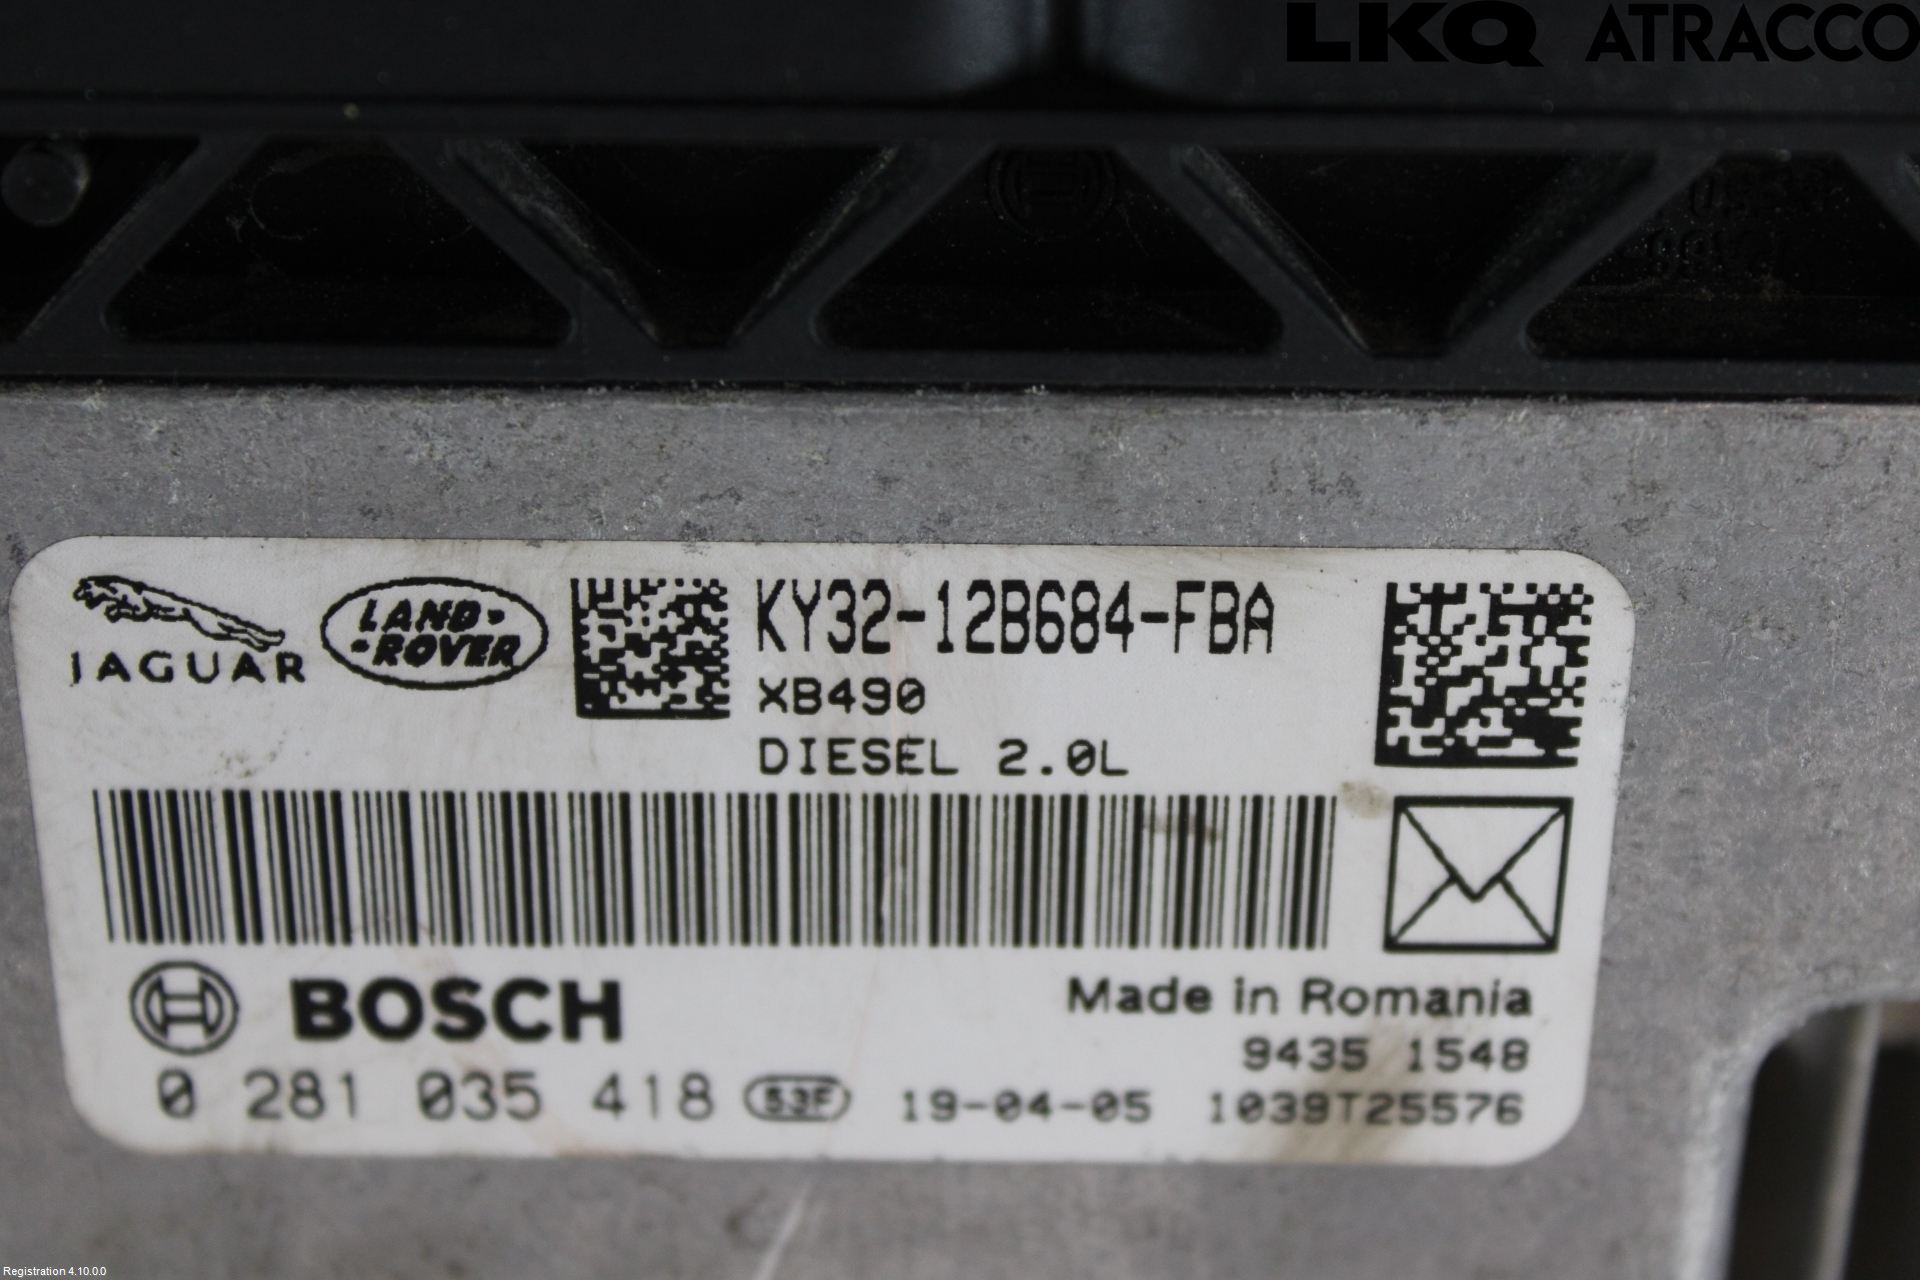 LKQ ATRACCO
JAGUAR
LAND-
-ROVER
KY32-12B684-FBA
XB490
DIESEL 2.0L
BOSCH
Made in Romania
9435 1548
0 281 035 418 53F 19-04-05 1039T25576
Registration 4.10.0.0